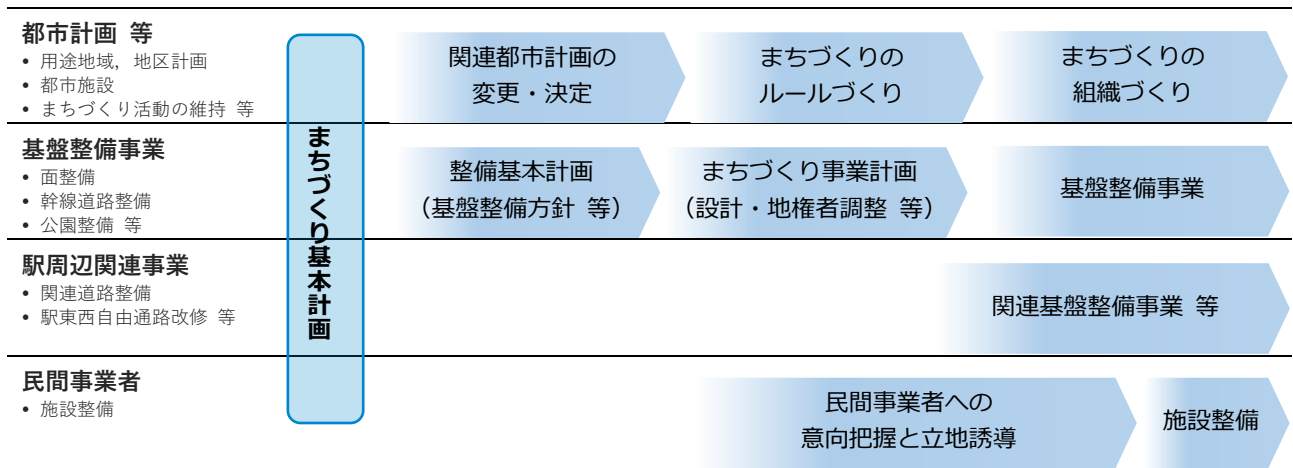 都市計画 等
• 用途地域，地区計画
• 都市施設
• まちづくり活動の維持 等
まちづくり基本計画
関連都市計画の
変更・決定
まちづくりの
ルールづくり
まちづくりの
組織づくり
基盤整備事業
• 面整備
• 幹線道路整備
• 公園整備 等
整備基本計画
（基盤整備方針 等）
まちづくり事業計画
（設計・地権者調整 等）
基盤整備事業
駅周辺関連事業
• 関連道路整備
• 駅東西自由通路改修 等
関連基盤整備事業 等
民間事業者
• 施設整備
民間事業者への
意向把握と立地誘導
施設整備